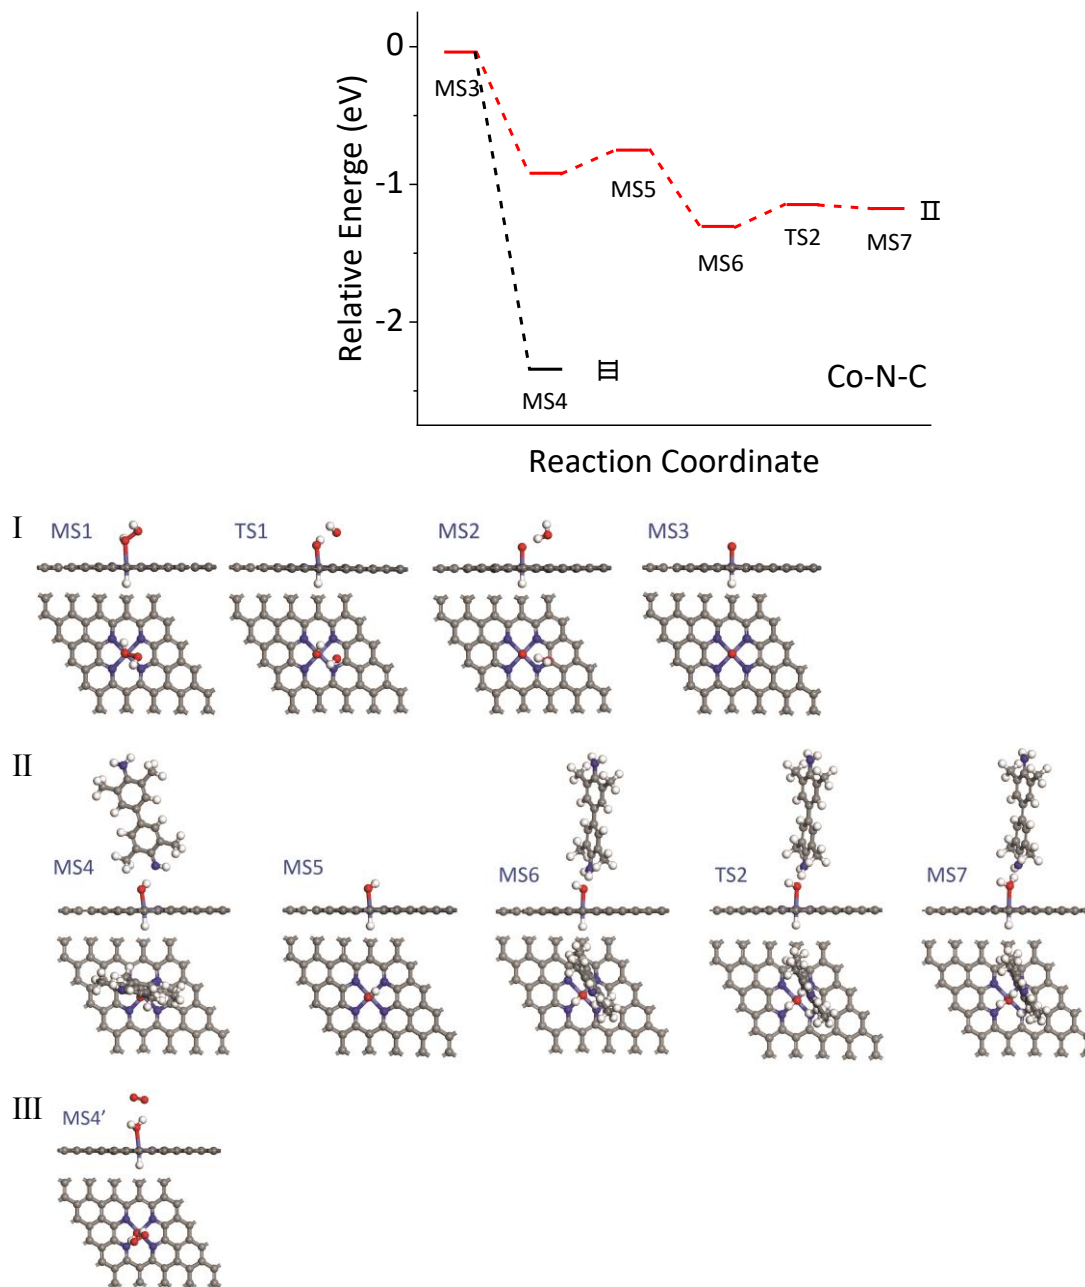 0
MS3
-1
MS5
II
MS6
TS2
MS7
-2
MS4
III
Co-N-C
Relative Energe (eV)
Reaction Coordinate
I
MS1
TS1
MS2
MS3
II
MS4
MS5
MS6
TS2
MS7
III
MS4′